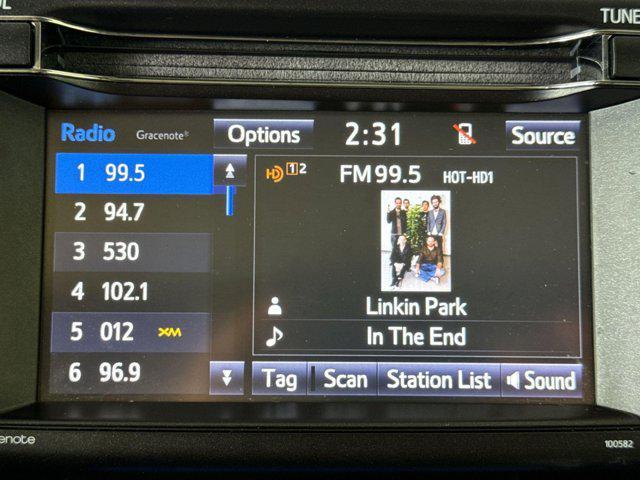 TUNE
Radio Gracenote® Options 2:31 Source
1 99.5
2 94.7
3 530
4 102.1
5 012 XM
6 96.9
HD 1 2 FM 99.5 HOT-HD1
Linkin Park
In The End
Tag Scan Station List Sound
enote
100582